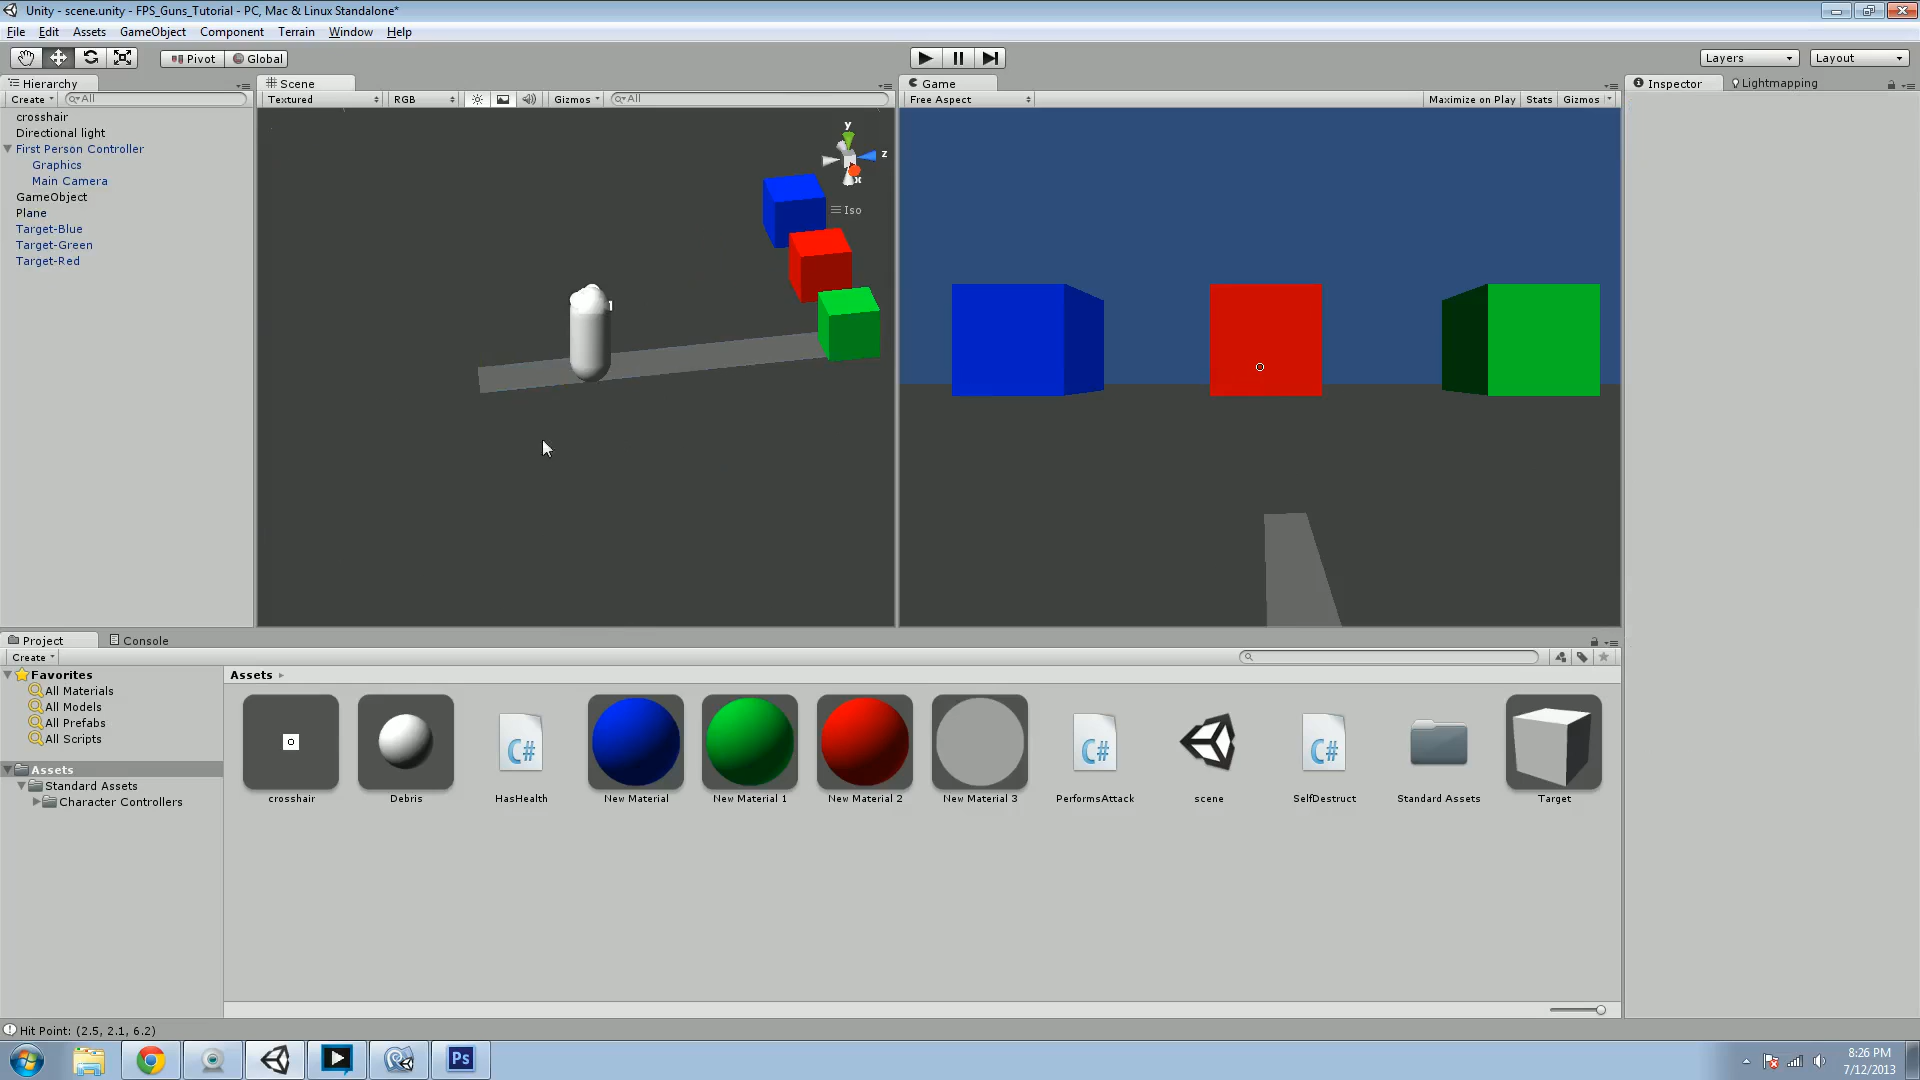 Unity - scene.unity - FPS_Guns_Tutorial - PC, Mac & Linux Standalone*
File Edit Assets GameObject Component Terrain Window Help
Pivot Global Layers Layout
Hierarchy
Create All
crosshair
Directional light
First Person Controller
Graphics
Main Camera
GameObject
Plane
Target-Blue
Target-Green
Target-Red
Scene
Textured RGB Gizmos All
y
z
x
Iso
Game
Free Aspect Maximize on Play Stats Gizmos
Inspector Lightmapping
Project Console
Create
Favorites
All Materials
All Models
All Prefabs
All Scripts
Assets
Standard Assets
Character Controllers
Assets
C# C# C#
crosshair Debris HasHealth New Material New Material 1 New Material 2 New Material 3 PerformsAttack scene SelfDestruct Standard Assets Target
Hit Point: (2.5, 2.1, 6.2)
Ps
8:26 PM
7/12/2013